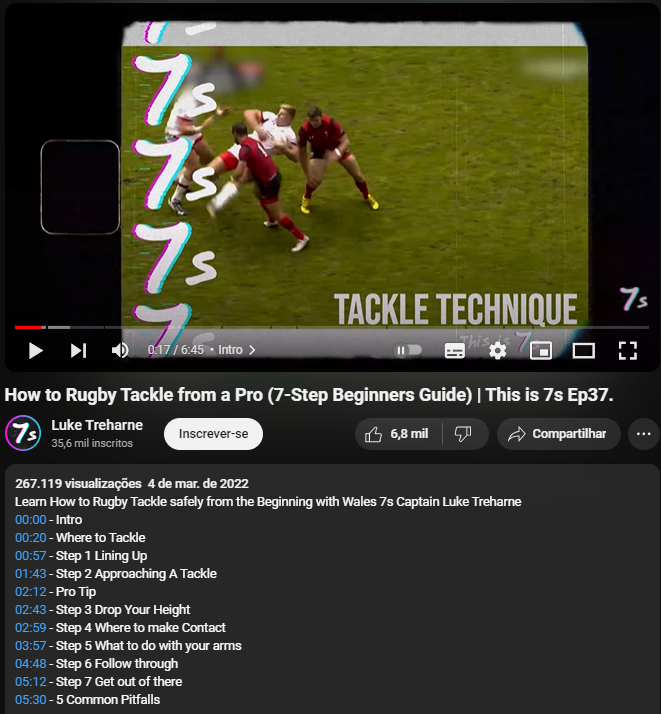 7s
7s
7s
7s
TACKLE TECHNIQUE
7s
This is 7
0:17 / 6:45 • Intro
How to Rugby Tackle from a Pro (7-Step Beginners Guide) | This is 7s Ep37.
7s
Luke Treharne
35,6 mil inscritos
Inscrever-se
6,8 mil
Compartilhar
267.119 visualizações 4 de mar. de 2022
Learn How to Rugby Tackle safely from the Beginning with Wales 7s Captain Luke Treharne
00:00 - Intro
00:20 - Where to Tackle
00:57 - Step 1 Lining Up
01:43 - Step 2 Approaching A Tackle
02:12 - Pro Tip
02:43 - Step 3 Drop Your Height
02:59 - Step 4 Where to make Contact
03:57 - Step 5 What to do with your arms
04:48 - Step 6 Follow through
05:12 - Step 7 Get out of there
05:30 - 5 Common Pitfalls